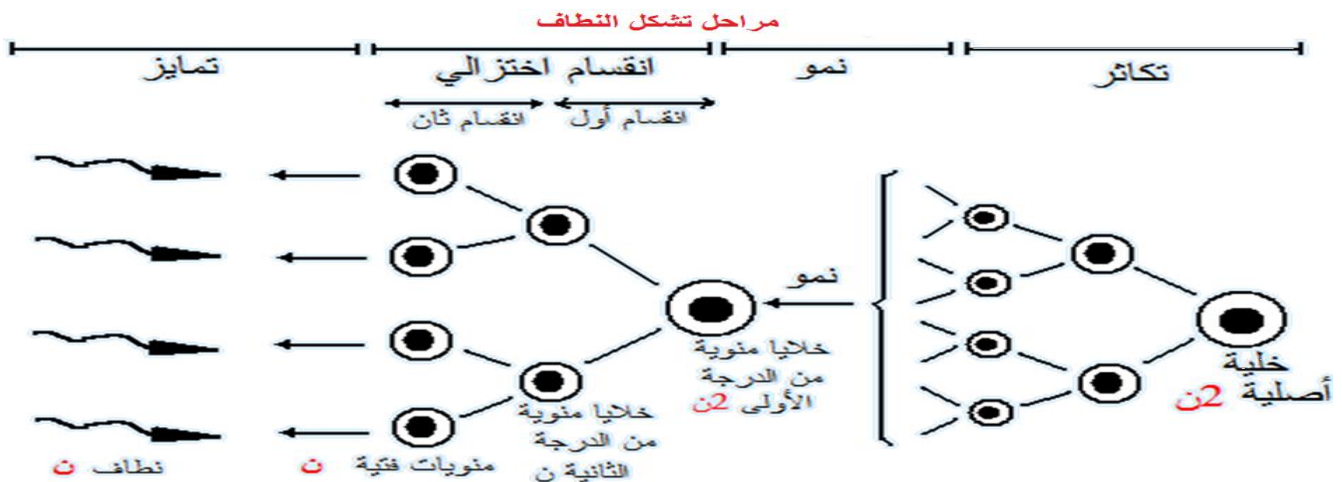 مراحل تشكل النطاف
تكاثر
نمو
انقسام اختزالي
تمايز
انقسام أول
انقسام ثان
نمو
خلية
أصلية 2ن
خلايا منوية
من الدرجة
الأولى 2ن
خلايا منوية
من الدرجة
الثانية ن
منويات فتية ن
نطاف ن